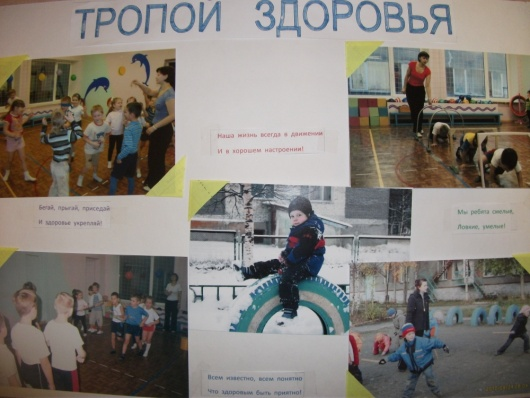 ТРОПОЙ ЗДОРОВЬЯ
Наша жизнь всегда в движении
И в хорошем настроении!
Бегай, прыгай, приседай
И здоровье укрепляй!
Мы ребята смелые,
Ловкие, умелые!
Всем известно, всем понятно
Что здоровым быть приятно!